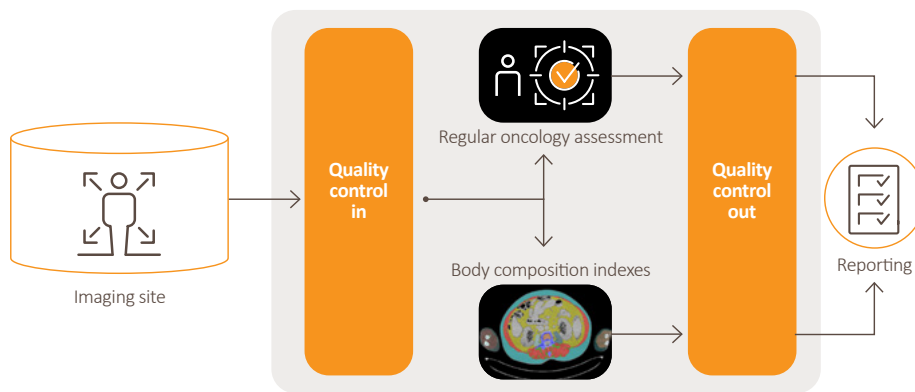 Imaging site
Quality
control
in
Regular oncology assessment
Body composition indexes
Quality
control
out
Reporting